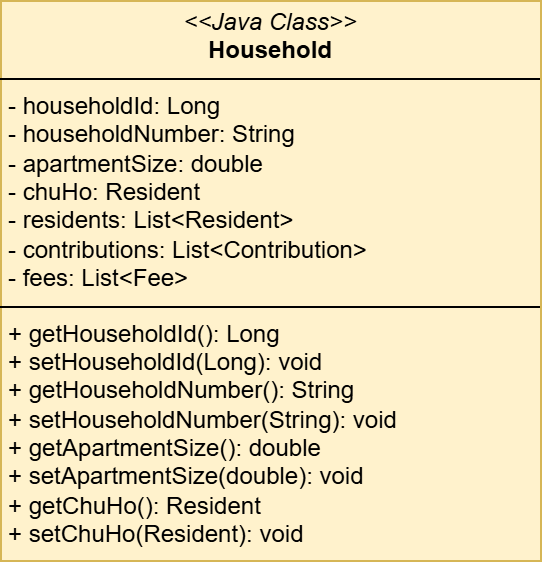 <<Java Class>>
Household
- householdId: Long
- householdNumber: String
- apartmentSize: double
- chuHo: Resident
- residents: List<Resident>
- contributions: List<Contribution>
- fees: List<Fee>
+ getHouseholdId(): Long
+ setHouseholdId(Long): void
+ getHouseholdNumber(): String
+ setHouseholdNumber(String): void
+ getApartmentSize(): double
+ setApartmentSize(double): void
+ getChuHo(): Resident
+ setChuHo(Resident): void